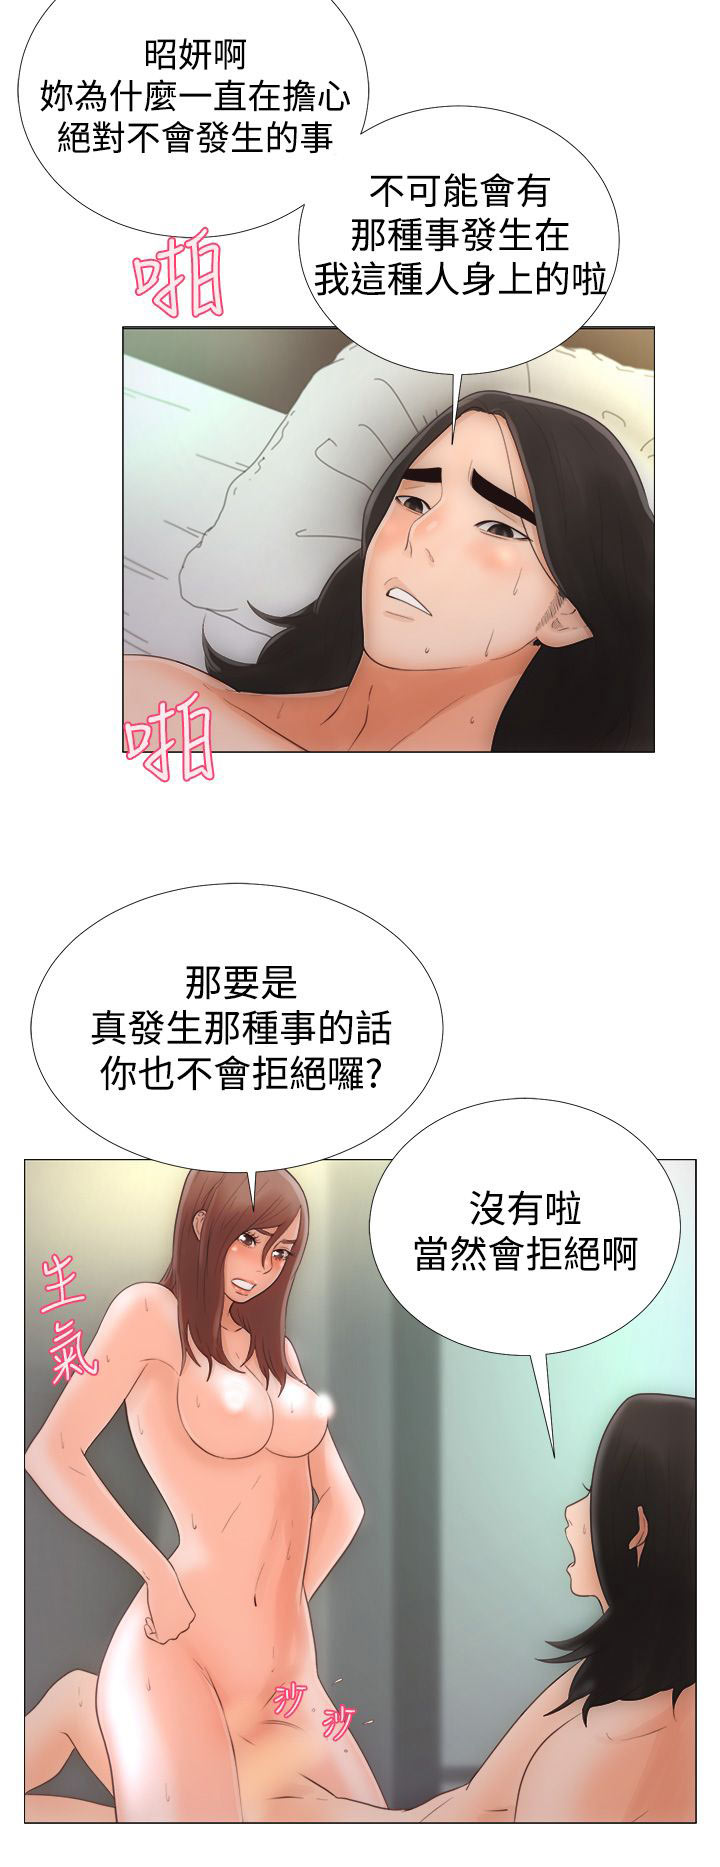 昭妍啊
妳為什麼一直在擔心
絕對不會發生的事
不可能會有
那種事發生在
我這種人身上的啦
啪
啪
那要是
真發生那種事的話
你也不會拒絕囉?
沒有啦
當然會拒絕啊
生氣
沙 沙